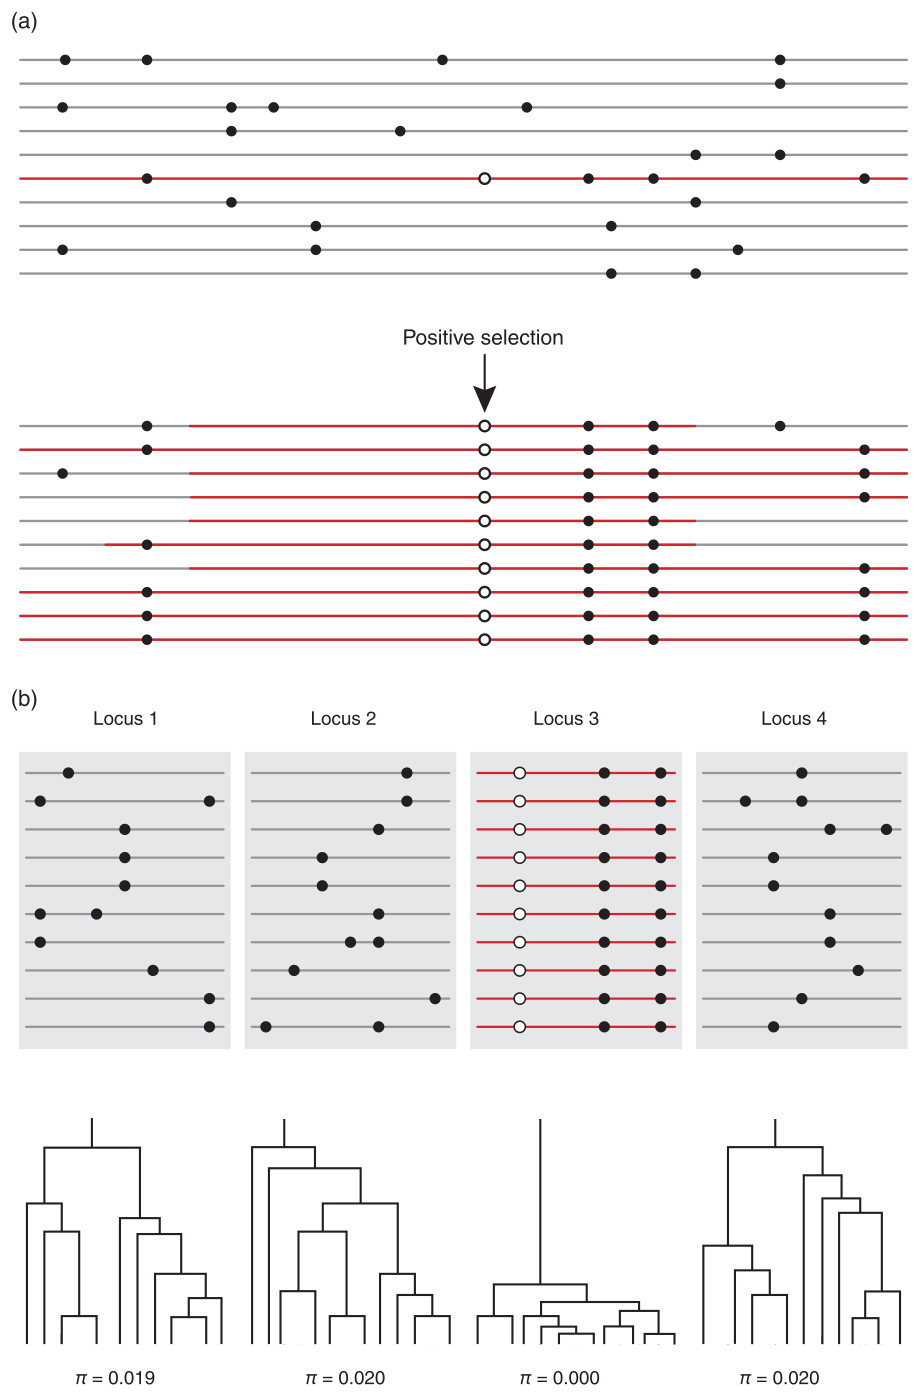 (a)
Positive selection
(b)
Locus 1 Locus 2 Locus 3 Locus 4
π = 0.019 π = 0.020 π = 0.000 π = 0.020